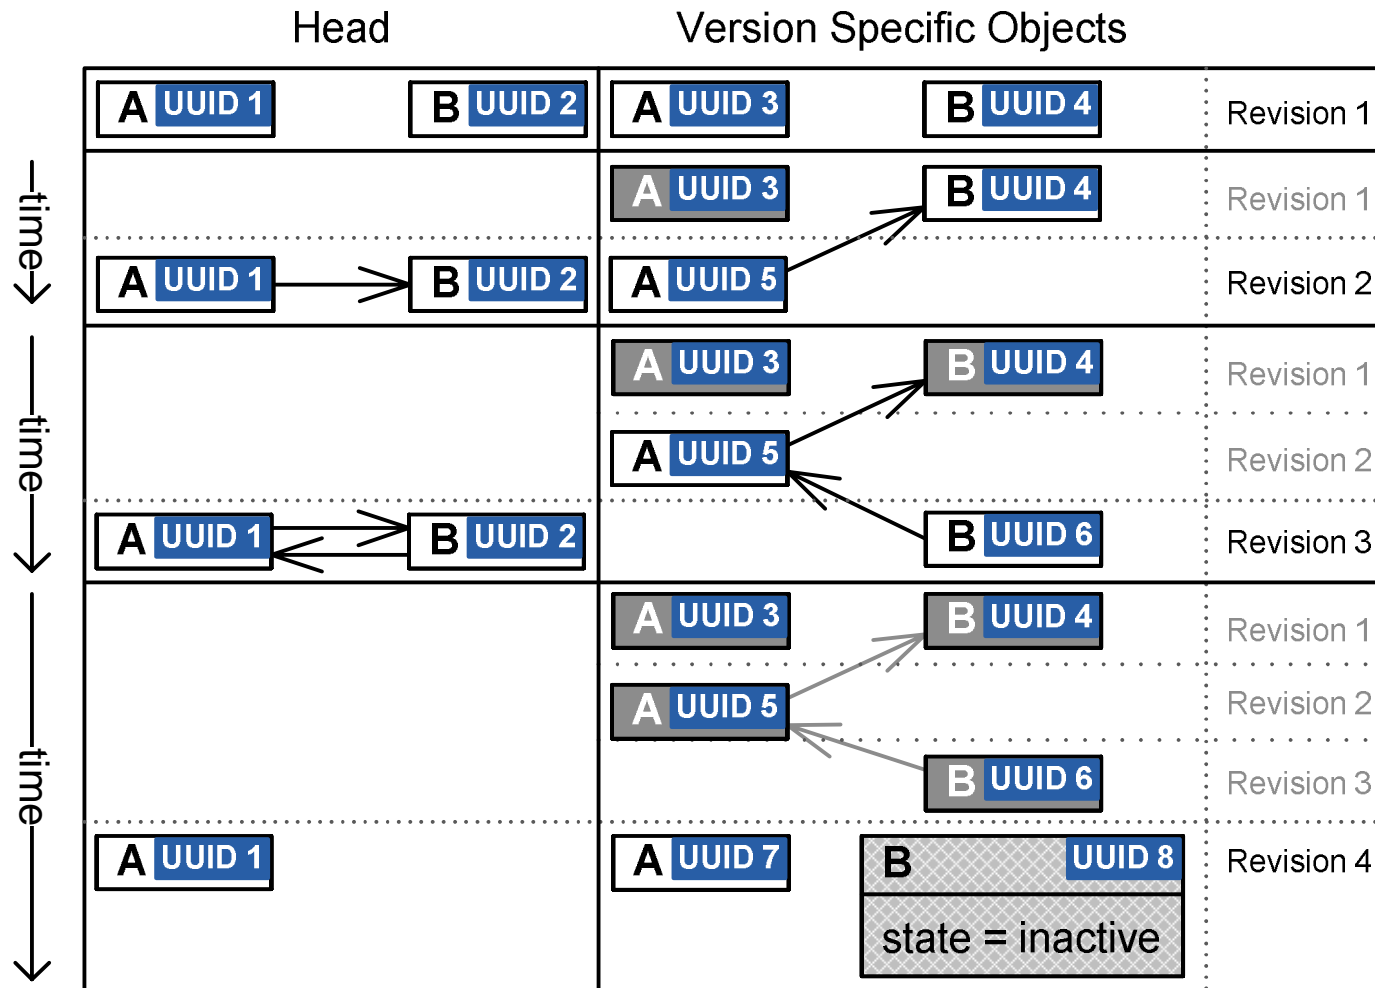 Head Version Specific Objects
A UUID 1 B UUID 2 A UUID 3 B UUID 4 Revision 1
time
A UUID 3 B UUID 4 Revision 1
A UUID 1 B UUID 2 A UUID 5 Revision 2
time
A UUID 3 B UUID 4 Revision 1
A UUID 5 Revision 2
A UUID 1 B UUID 2 B UUID 6 Revision 3
time
A UUID 3 B UUID 4 Revision 1
A UUID 5 Revision 2
B UUID 6 Revision 3
A UUID 1 A UUID 7 B UUID 8 Revision 4
state = inactive